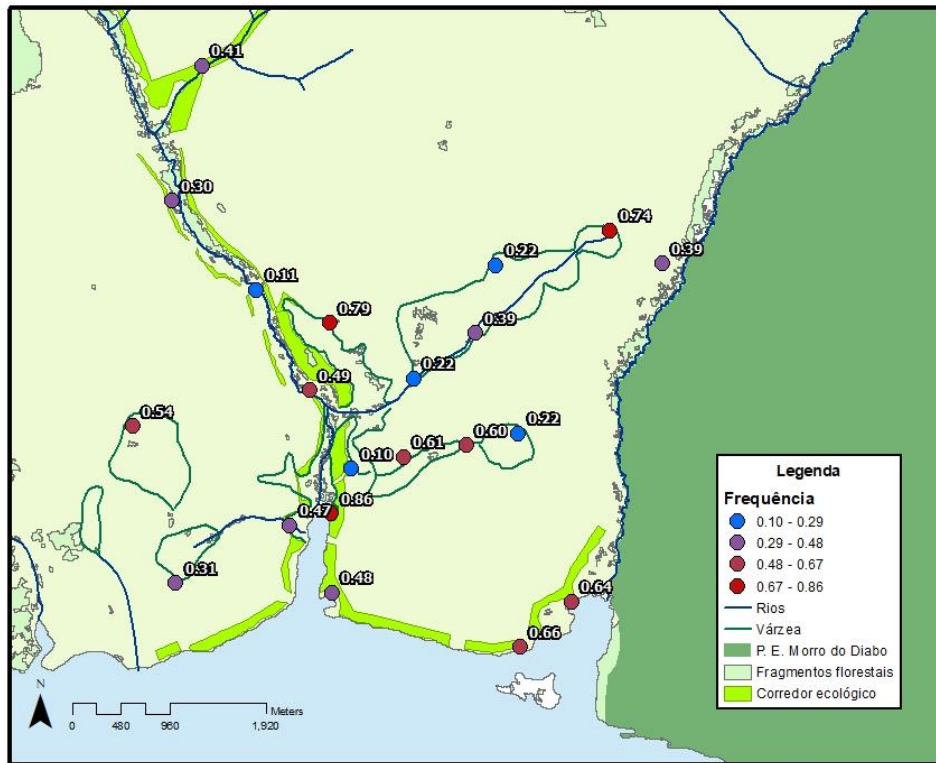 0.41
0.30
0.74
0.22
0.39
0.11
0.79
0.39
0.22
0.49
0.54
0.22
0.60
0.61
0.10
0.86
0.47
0.31
0.48
0.64
0.66
Legenda
Frequência
0.10 - 0.29
0.29 - 0.48
0.48 - 0.67
0.67 - 0.86
Rios
Várzea
P. E. Morro do Diabo
Fragmentos florestais
Corredor ecológico
N
Meters
0 480 960 1,920